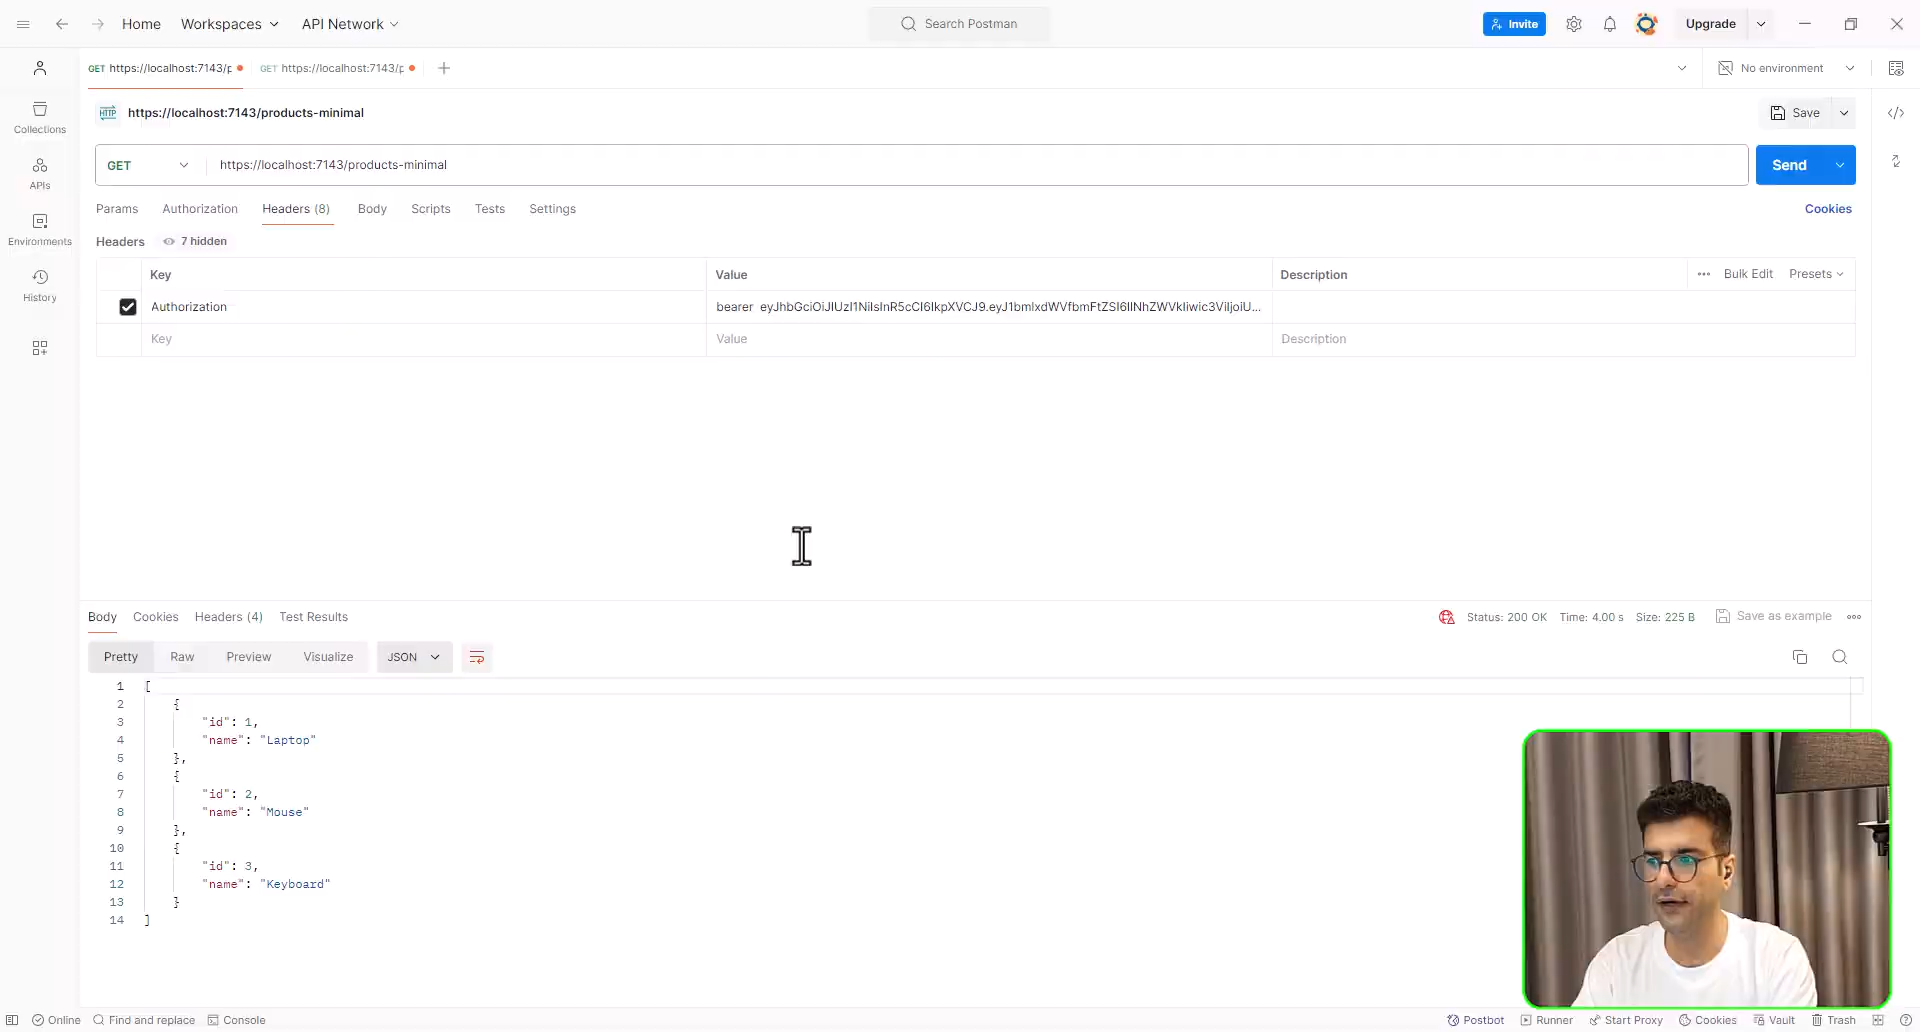 Home Workspaces API Network Search Postman Invite Upgrade
GET https://localhost:7143/p GET https://localhost:7143/p No environment
HTTP https://localhost:7143/products-minimal Save
GET https://localhost:7143/products-minimal Send
Params Authorization Headers (8) Body Scripts Tests Settings Cookies
Headers 7 hidden
Key Value Description Bulk Edit Presets
Authorization bearer
Key Value Description
Collections
APIs
Environments
History
Body Cookies Headers (4) Test Results Status: 200 OK Time: 4.00 s Size: 225 B Save as example
Pretty Raw Preview Visualize JSON
1 [
2 {
3 "id": 1,
4 "name": "Laptop"
5 },
6 {
7 "id": 2,
8 "name": "Mouse"
9 },
10 {
11 "id": 3,
12 "name": "Keyboard"
13 }
14 ]
Online Find and replace Console Postbot Runner Start Proxy Cookies Vault Trash